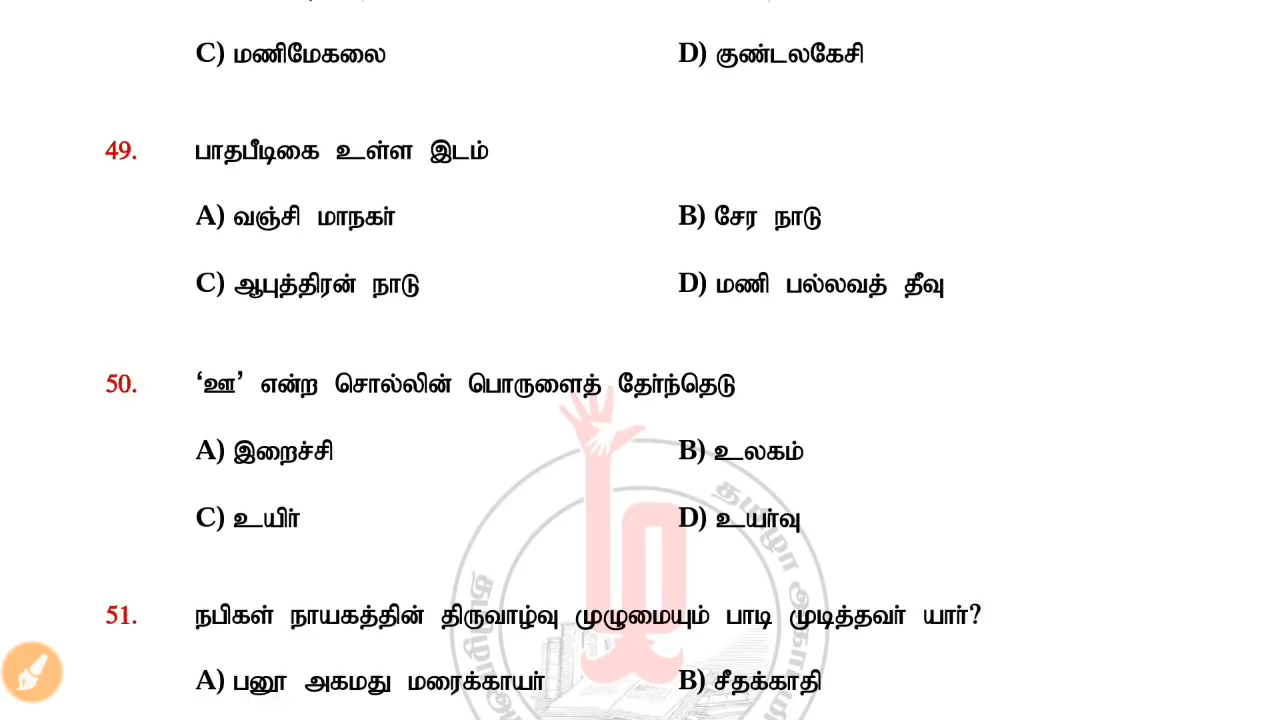 C) மணிமேகலை D) குண்டலகேசி
49. பாதபீடிகை உள்ள இடம்
A) வஞ்சி மாநகர் B) சேர நாடு
C) ஆபுத்திரன் நாடு D) மணி பல்லவத் தீவு
50. ‘ஊ’ என்ற சொல்லின் பொருளைத் தேர்ந்தெடு
A) இறைச்சி B) உலகம்
C) உயிர் D) உயர்வு
51. நபிகள் நாயகத்தின் திருவாழ்வு முழுமையும் பாடி முடித்தவர் யார்?
A) பனூ அகமது மரைக்காயர் B) சீதக்காதி